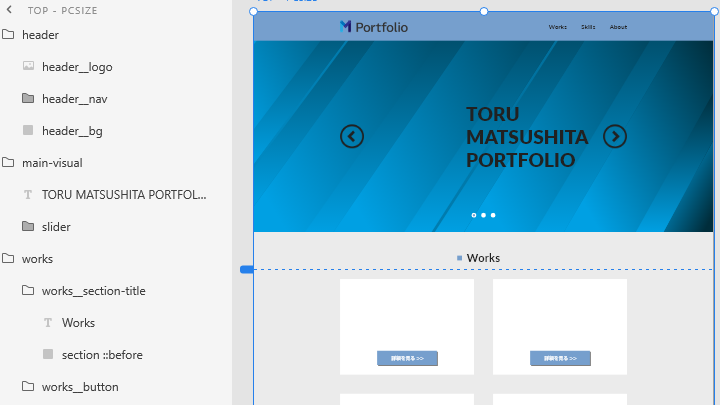 TOP - PCSIZE
header
header__logo
header__nav
header__bg
main-visual
TORU MATSUSHITA PORTFOL...
slider
works
works__section-title
Works
section ::before
works__button
Portfolio
Works Skills About
TORU
MATSUSHITA
PORTFOLIO
Works
詳細を見る >>
詳細を見る >>